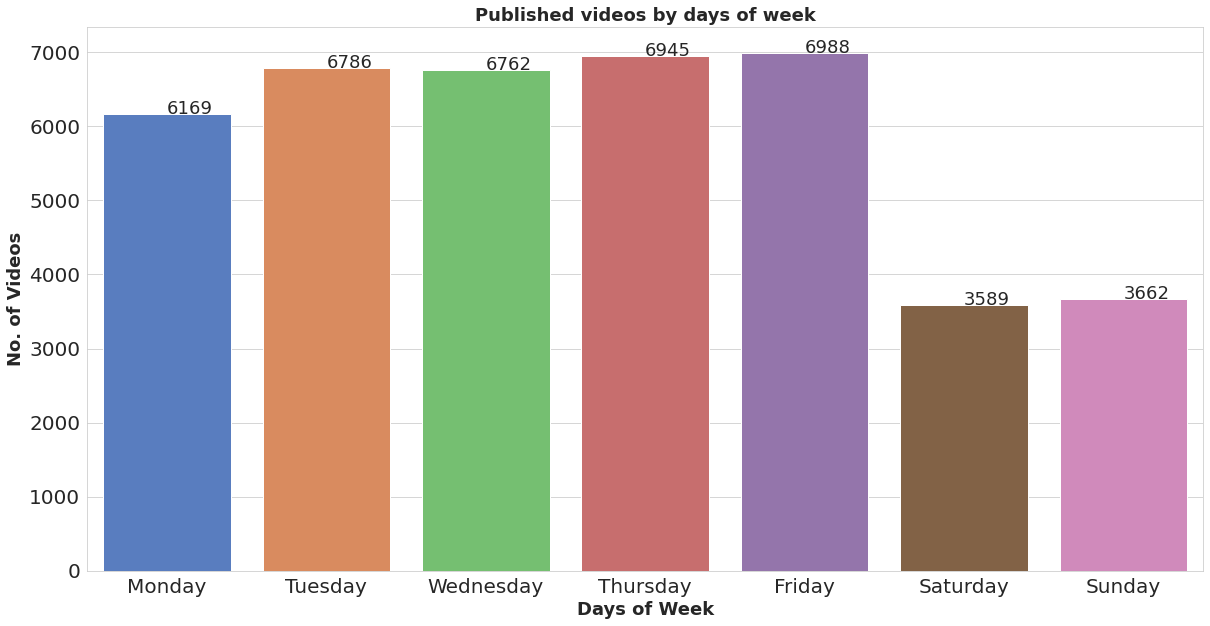 Published videos by days of week
No. of Videos
7000
6000
5000
4000
3000
2000
1000
0
6169
6786
6762
6945
6988
3589
3662
Monday
Tuesday
Wednesday
Thursday
Friday
Saturday
Sunday
Days of Week